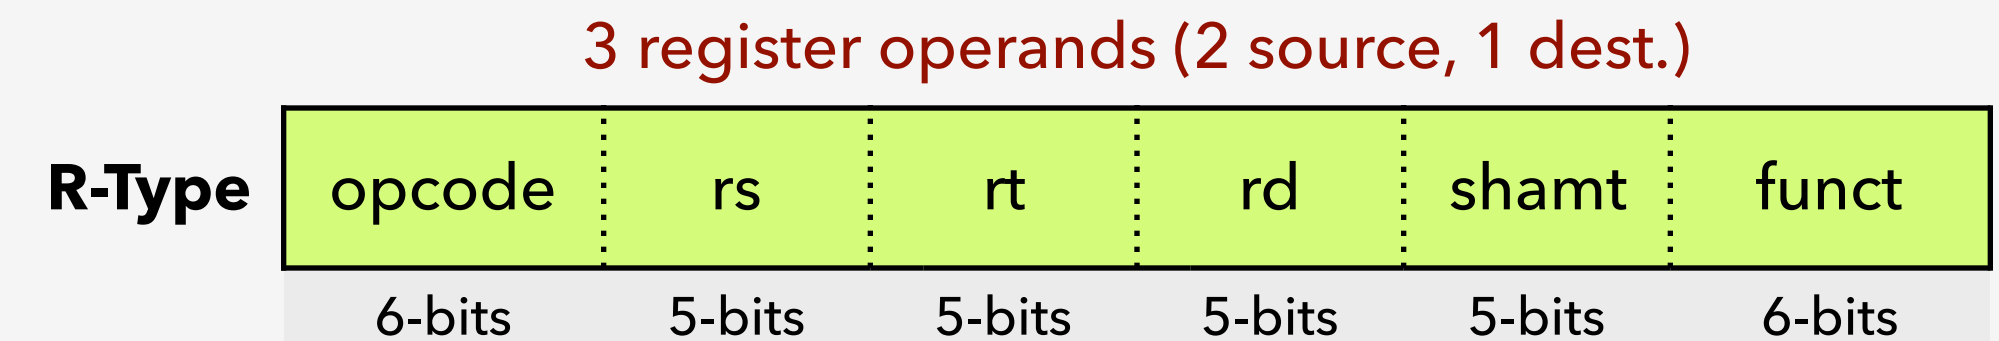 3 register operands (2 source, 1 dest.)
R-Type opcode rs rt rd shamt funct
6-bits 5-bits 5-bits 5-bits 5-bits 6-bits